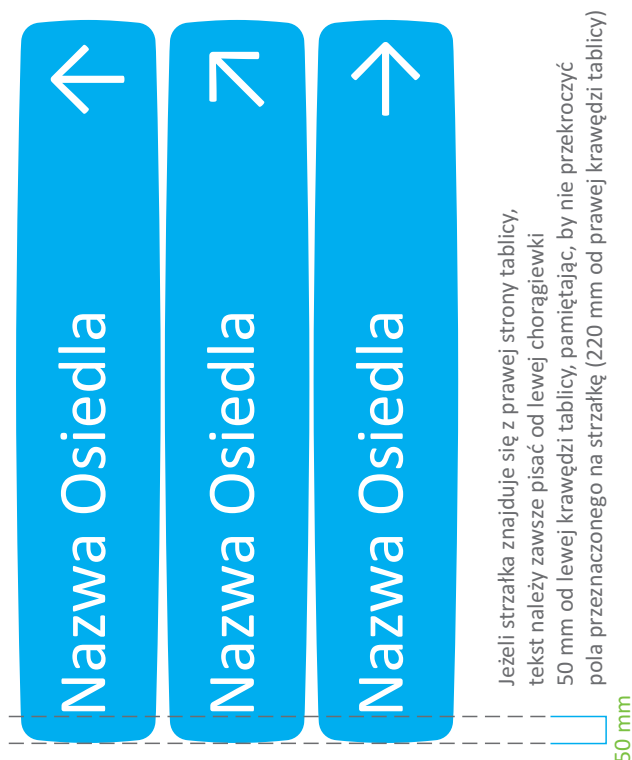 Nazwa Osiedla
Nazwa Osiedla
Nazwa Osiedla
Jeżeli strzałka znajduje się z prawej strony tablicy,
tekst należy zawsze pisać od lewej chorągiewki
50 mm od lewej krawędzi tablicy, pamiętając, by nie przekroczyć
pola przeznaczonego na strzałkę (220 mm od prawej krawędzi tablicy)
50 mm